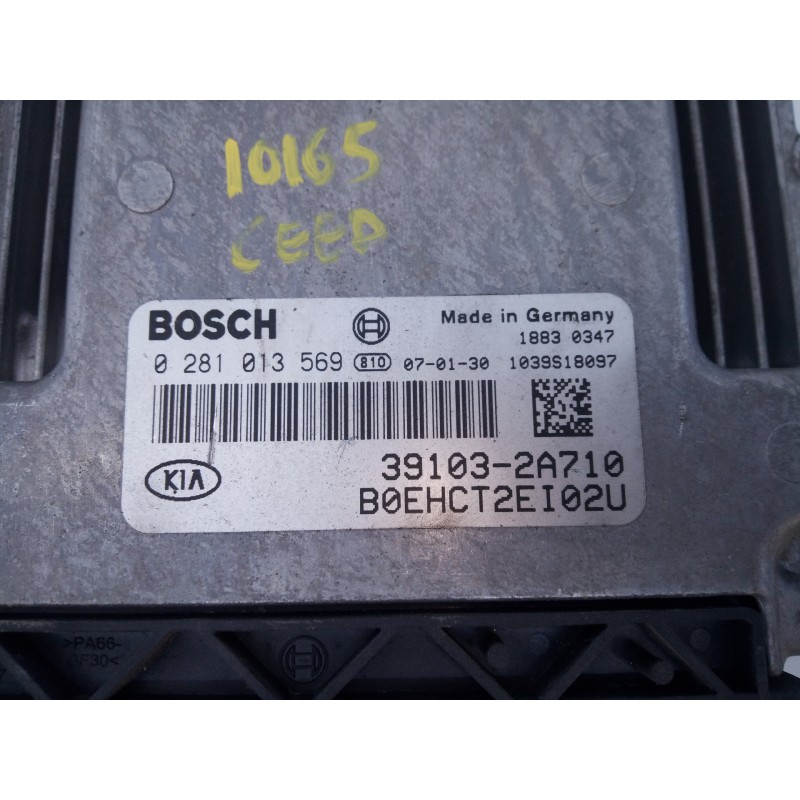 10165
CEED
BOSCH Made in Germany
1883 0347
0 281 013 569 810 07-01-30 1039S18097
KIA 39103-2A710
B0EHCT2EI02U
>PA66-
GF30<